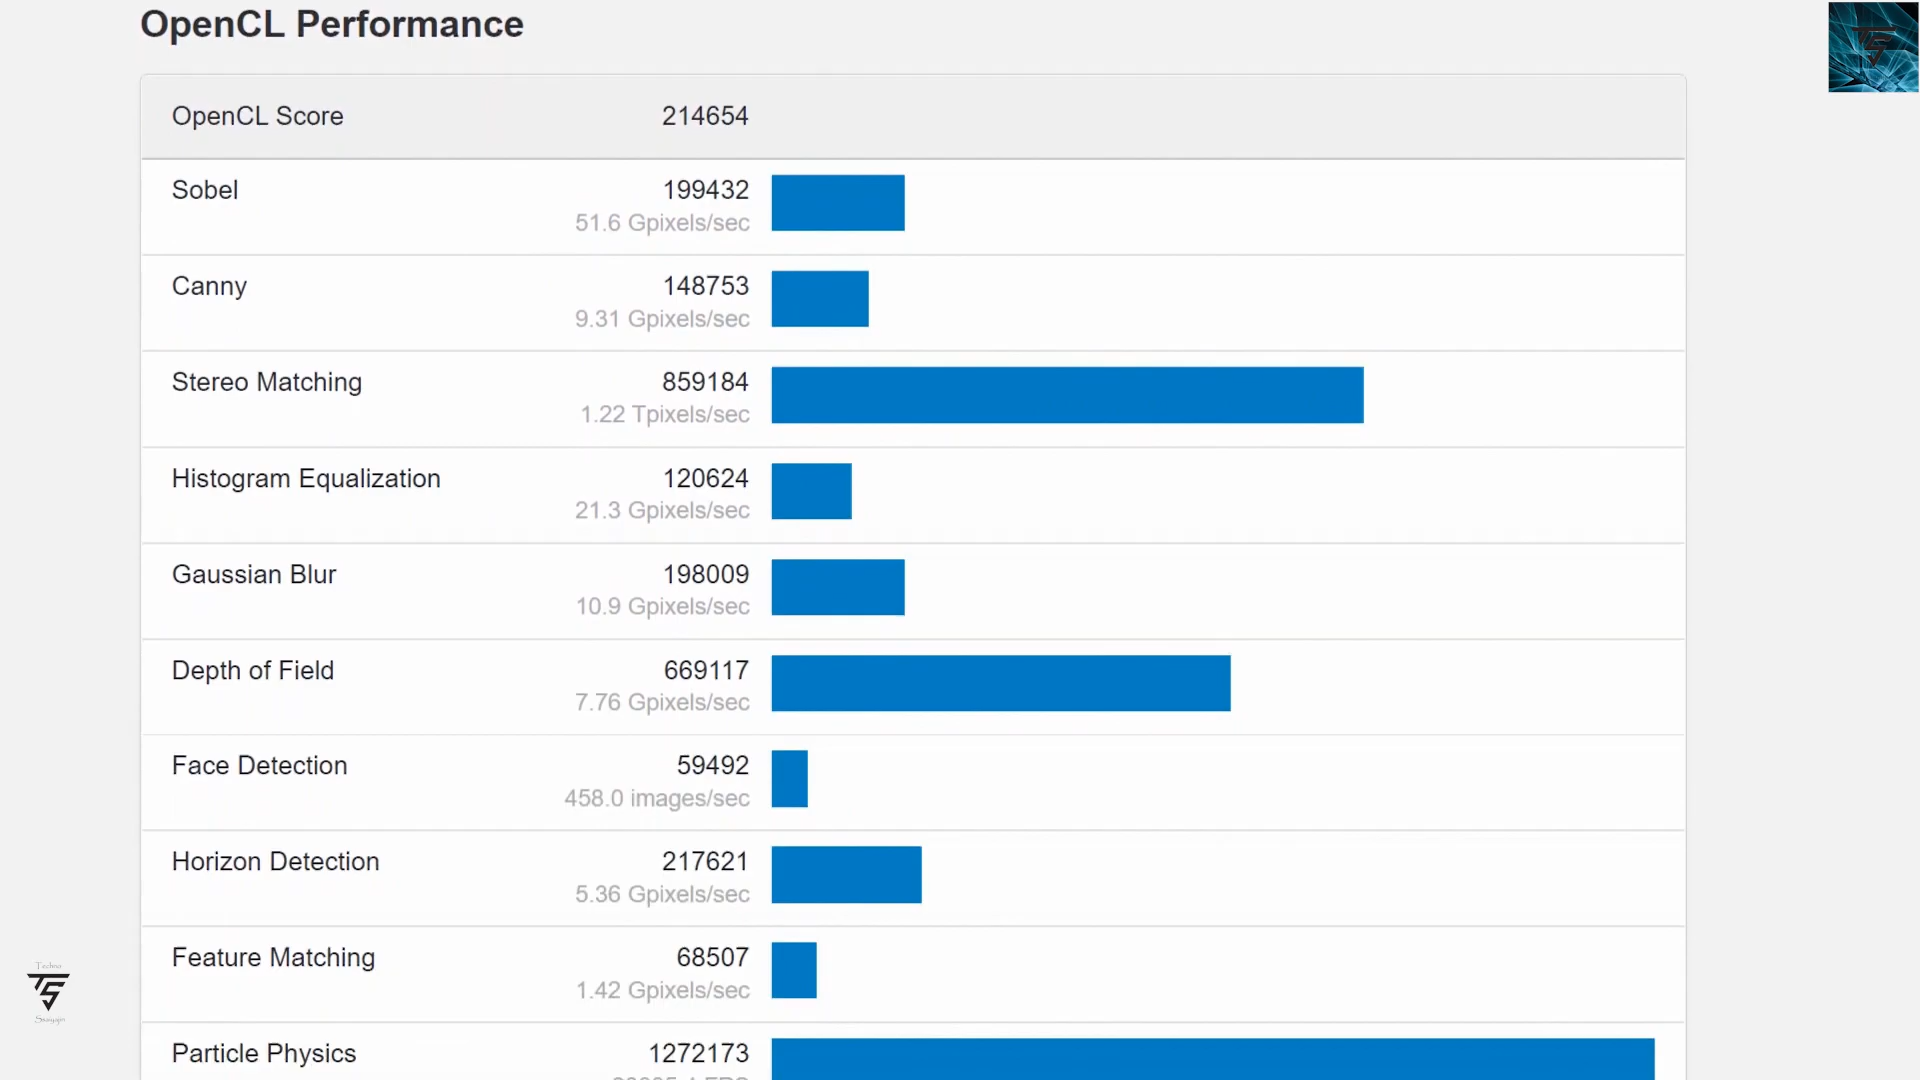 OpenCL Performance
OpenCL Score 214654
Sobel 199432
51.6 Gpixels/sec
Canny 148753
9.31 Gpixels/sec
Stereo Matching 859184
1.22 Tpixels/sec
Histogram Equalization 120624
21.3 Gpixels/sec
Gaussian Blur 198009
10.9 Gpixels/sec
Depth of Field 669117
7.76 Gpixels/sec
Face Detection 59492
458.0 images/sec
Horizon Detection 217621
5.36 Gpixels/sec
Feature Matching 68507
1.42 Gpixels/sec
Techno
Particle Physics 1272173